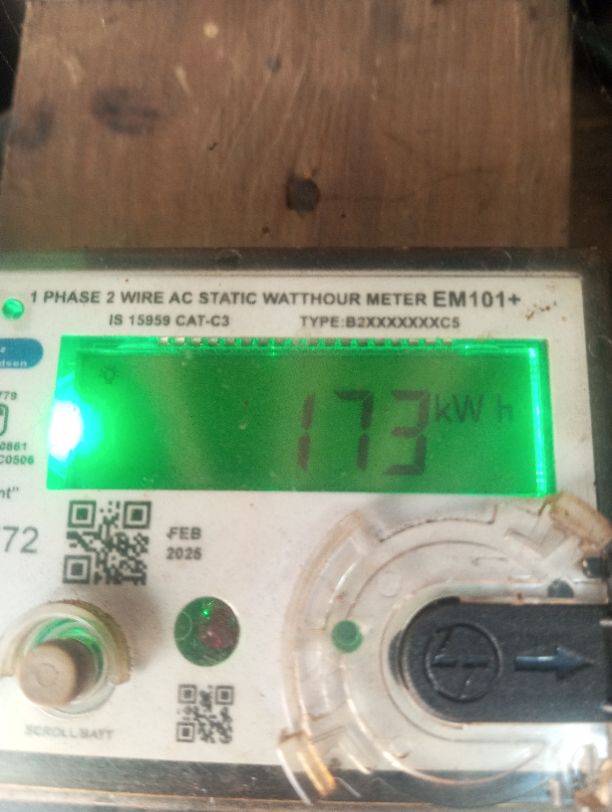 1 PHASE 2 WIRE AC STATIC WATTHOUR METER EM101+
IS 15959 CAT-C3 TYPE:B2XXXXXXXC5
173 kWh
FEB
2025
72
SCROLL/BATT